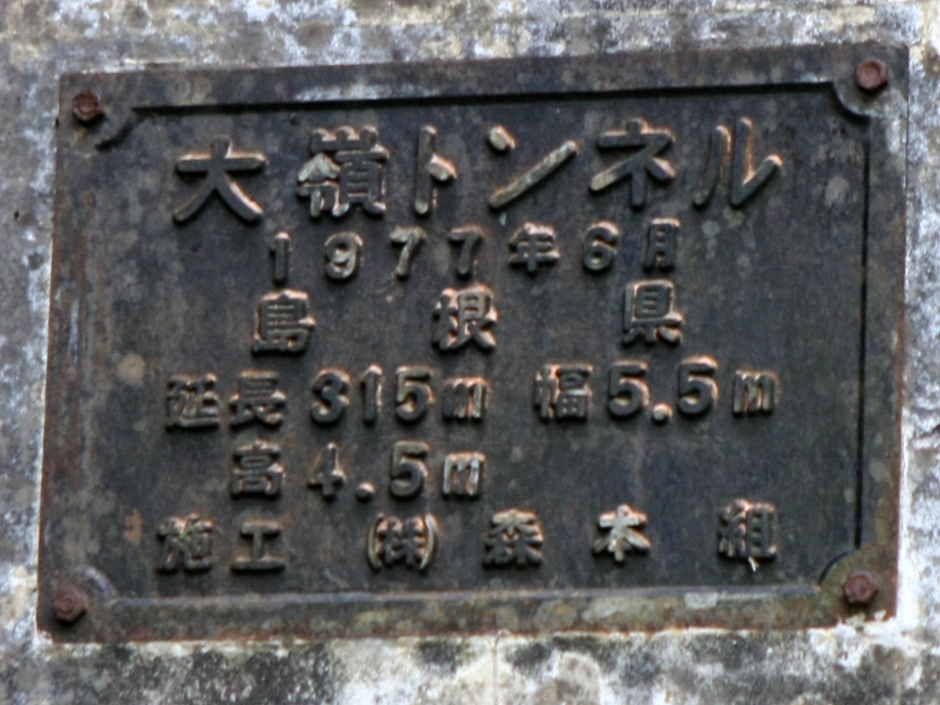 大嶺トンネル
1977年6月
島根県
延長315m 幅5.5m
高4.5m
施工 (株)森本組